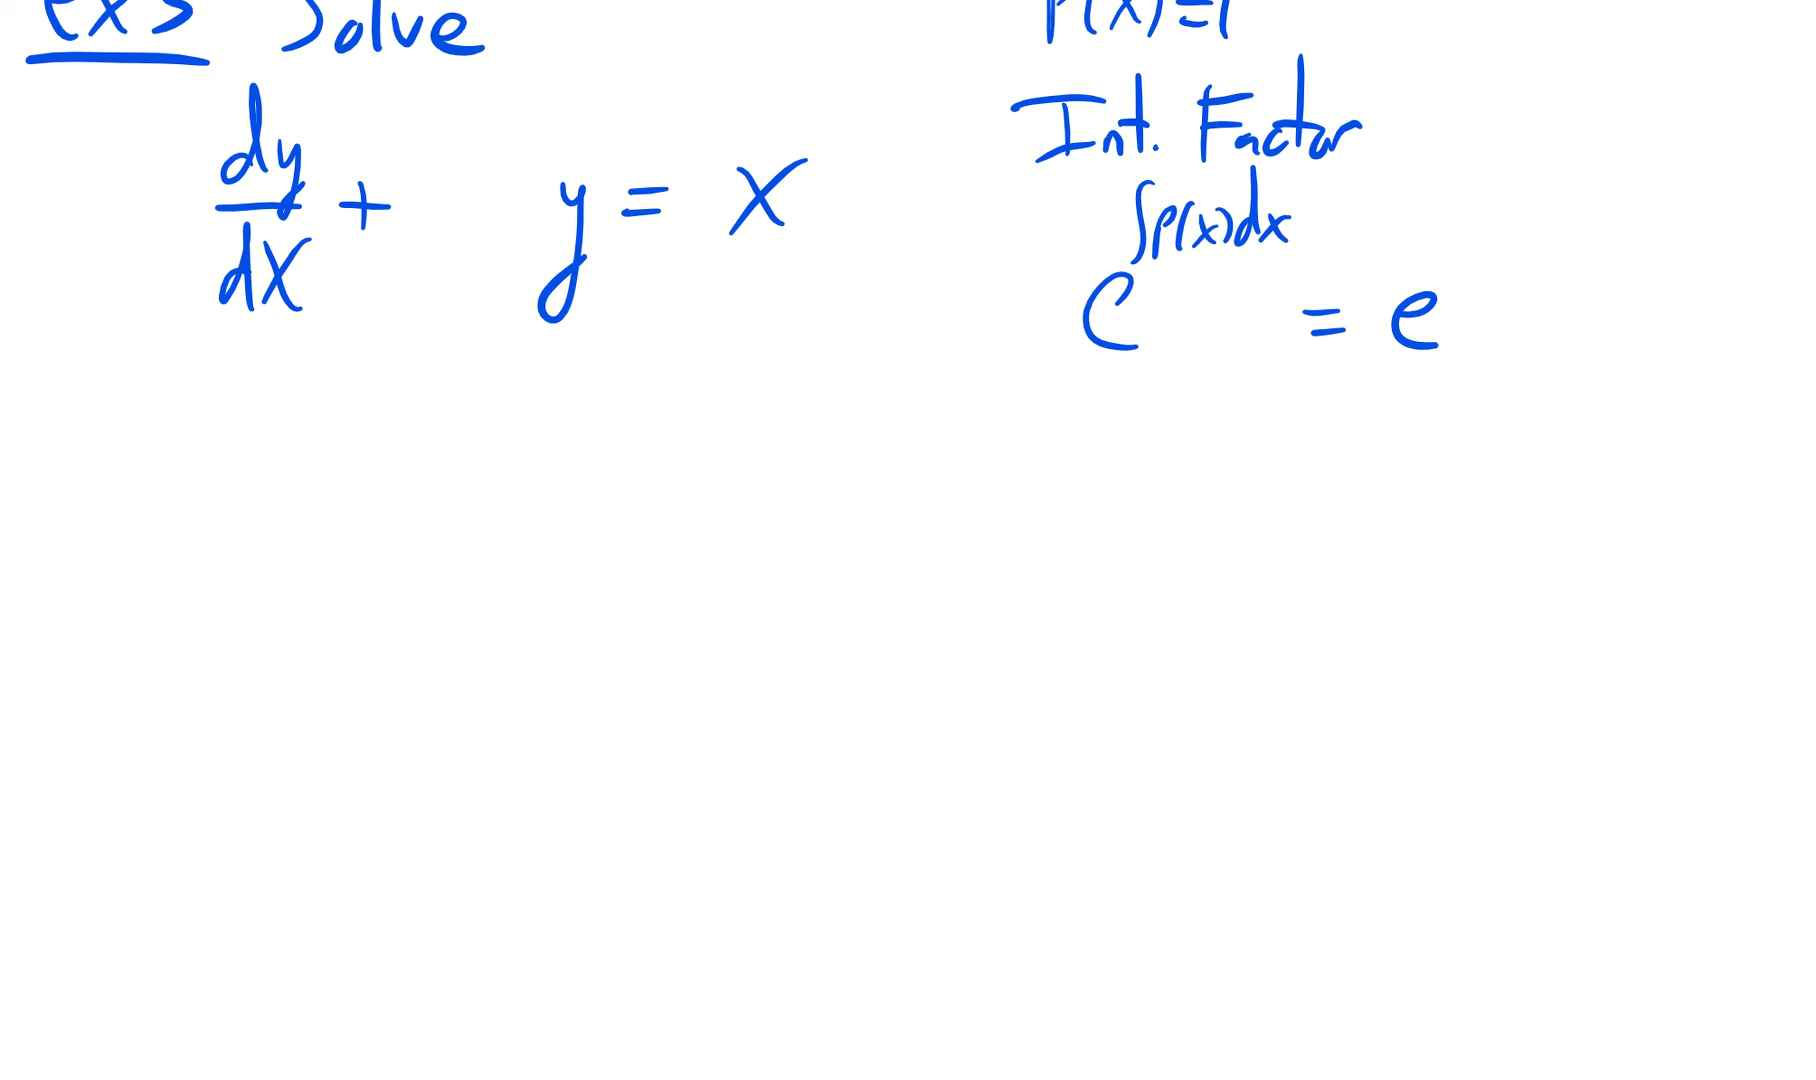 ex 3 Solve
dy/dx + y = x
p(x) = 1
Int. Factor
e^∫p(x)dx = e